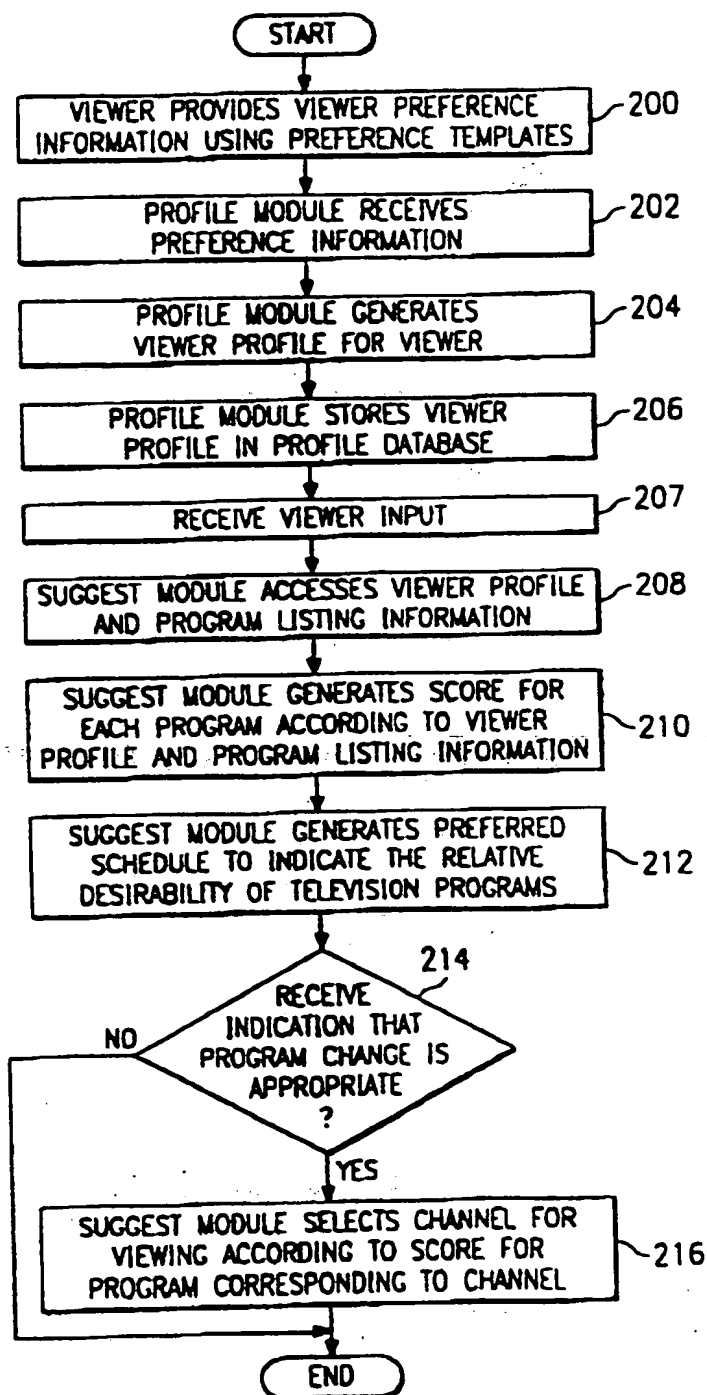 START
VIEWER PROVIDES VIEWER PREFERENCE
INFORMATION USING PREFERENCE TEMPLATES
200
PROFILE MODULE RECEIVES
PREFERENCE INFORMATION
202
PROFILE MODULE GENERATES
VIEWER PROFILE FOR VIEWER
204
PROFILE MODULE STORES VIEWER
PROFILE IN PROFILE DATABASE
206
RECEIVE VIEWER INPUT
207
SUGGEST MODULE ACCESSES VIEWER PROFILE
AND PROGRAM LISTING INFORMATION
208
SUGGEST MODULE GENERATES SCORE FOR
EACH PROGRAM ACCORDING TO VIEWER
PROFILE AND PROGRAM LISTING INFORMATION
210
SUGGEST MODULE GENERATES PREFERRED
SCHEDULE TO INDICATE THE RELATIVE
DESIRABILITY OF TELEVISION PROGRAMS
212
214
RECEIVE
INDICATION THAT
PROGRAM CHANGE IS
APPROPRIATE
?
NO
YES
SUGGEST MODULE SELECTS CHANNEL FOR
VIEWING ACCORDING TO SCORE FOR
PROGRAM CORRESPONDING TO CHANNEL
216
END